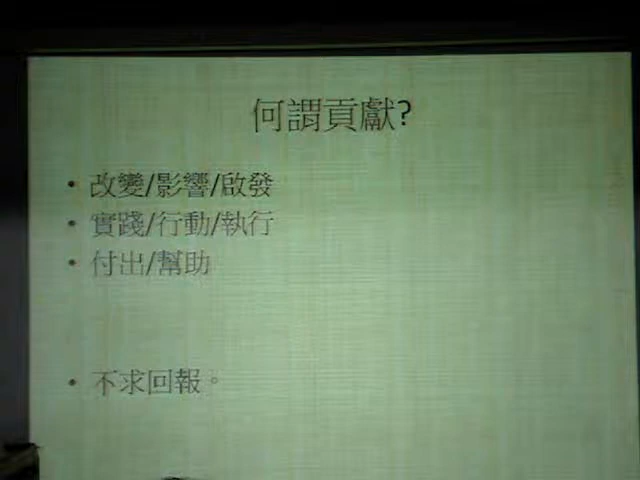 何謂貢獻?
• 改變/影響/啟發
• 實踐/行動/執行
• 付出/幫助
• 不求回報。